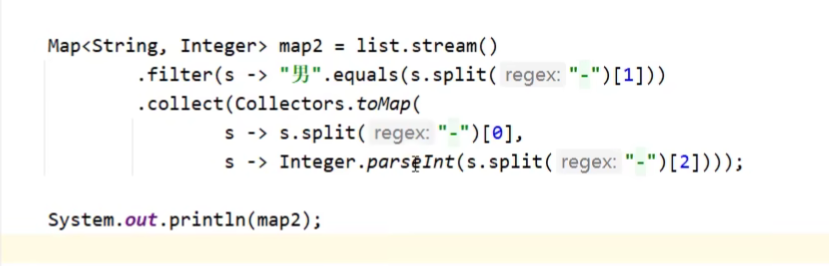 Map<String, Integer> map2 = list.stream()
.filter(s -> "男".equals(s.split( regex: "-")[1]))
.collect(Collectors.toMap(
s -> s.split( regex: "-")[0],
s -> Integer.parseInt(s.split( regex: "-")[2])));
System.out.println(map2);